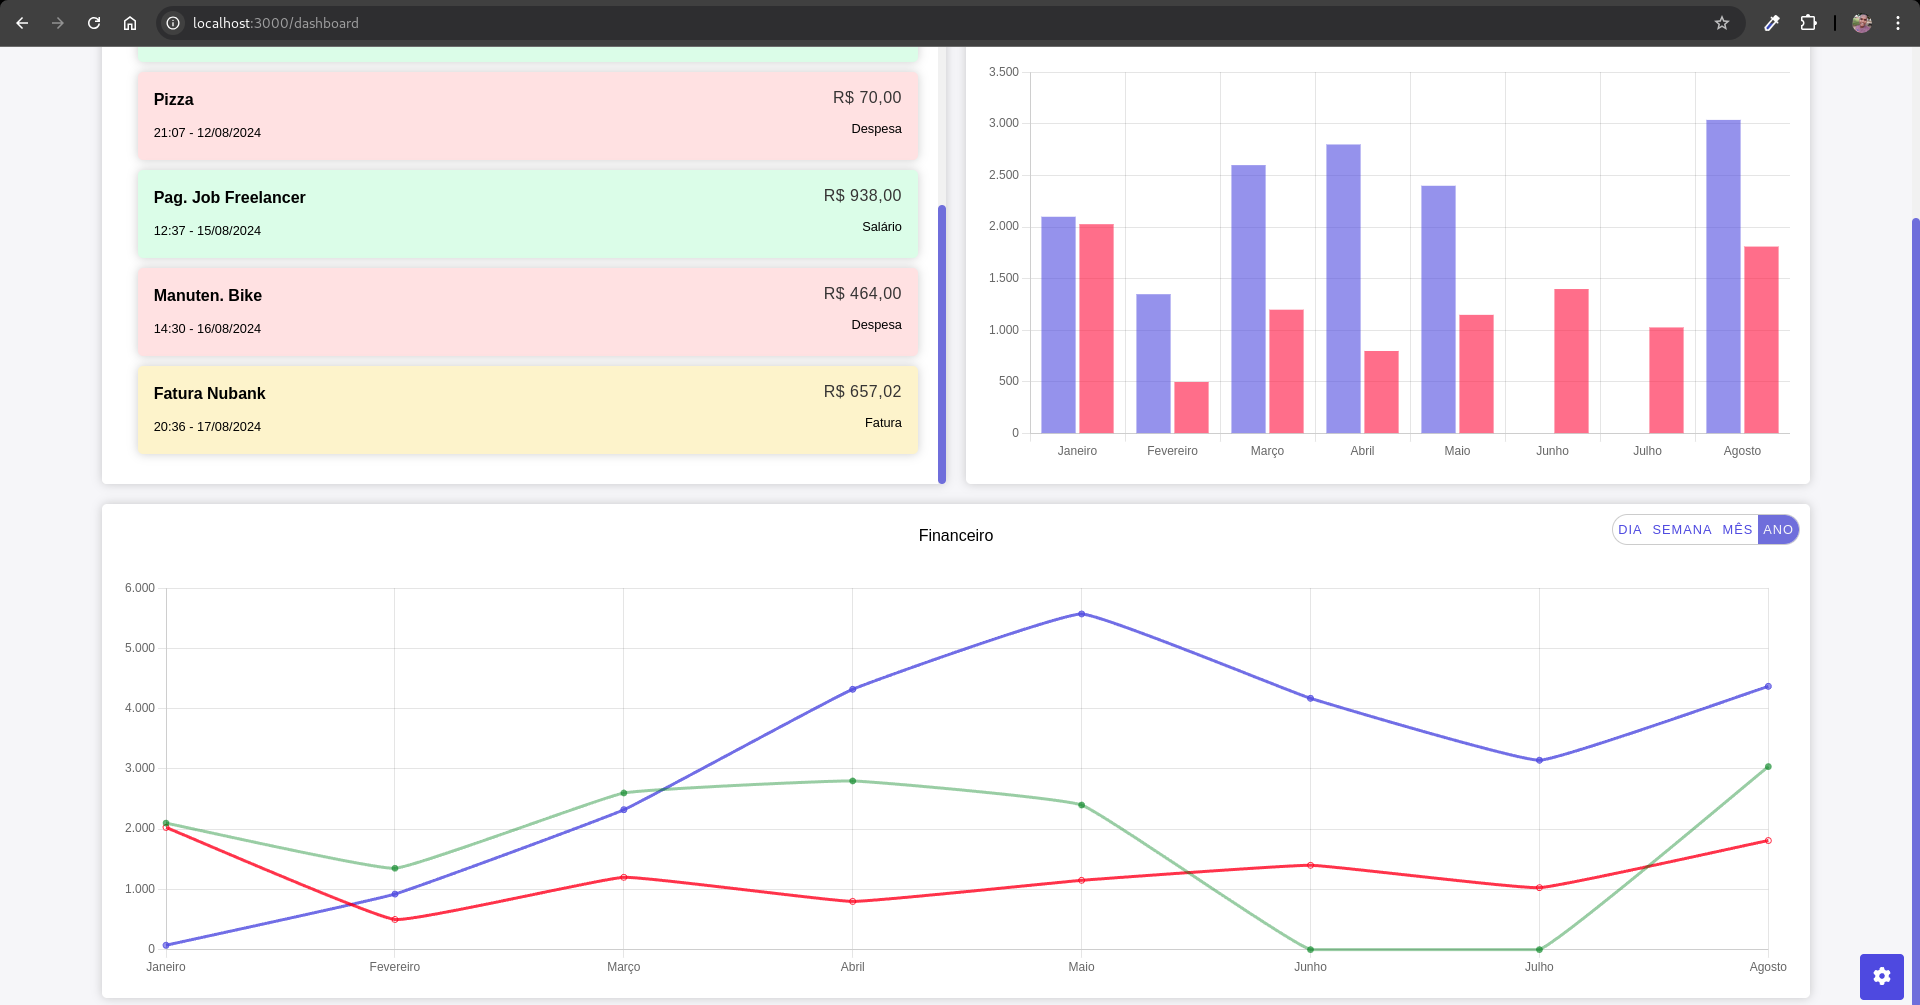 localhost:3000/dashboard
Pizza
R$ 70,00
21:07 - 12/08/2024
Despesa
Pag. Job Freelancer
R$ 938,00
12:37 - 15/08/2024
Salário
Manuten. Bike
R$ 464,00
14:30 - 16/08/2024
Despesa
Fatura Nubank
R$ 657,02
20:36 - 17/08/2024
Fatura
3.500
3.000
2.500
2.000
1.500
1.000
500
0
Janeiro Fevereiro Março Abril Maio Junho Julho Agosto
Financeiro
DIA SEMANA MÊS ANO
6.000
5.000
4.000
3.000
2.000
1.000
0
Janeiro Fevereiro Março Abril Maio Junho Julho Agosto